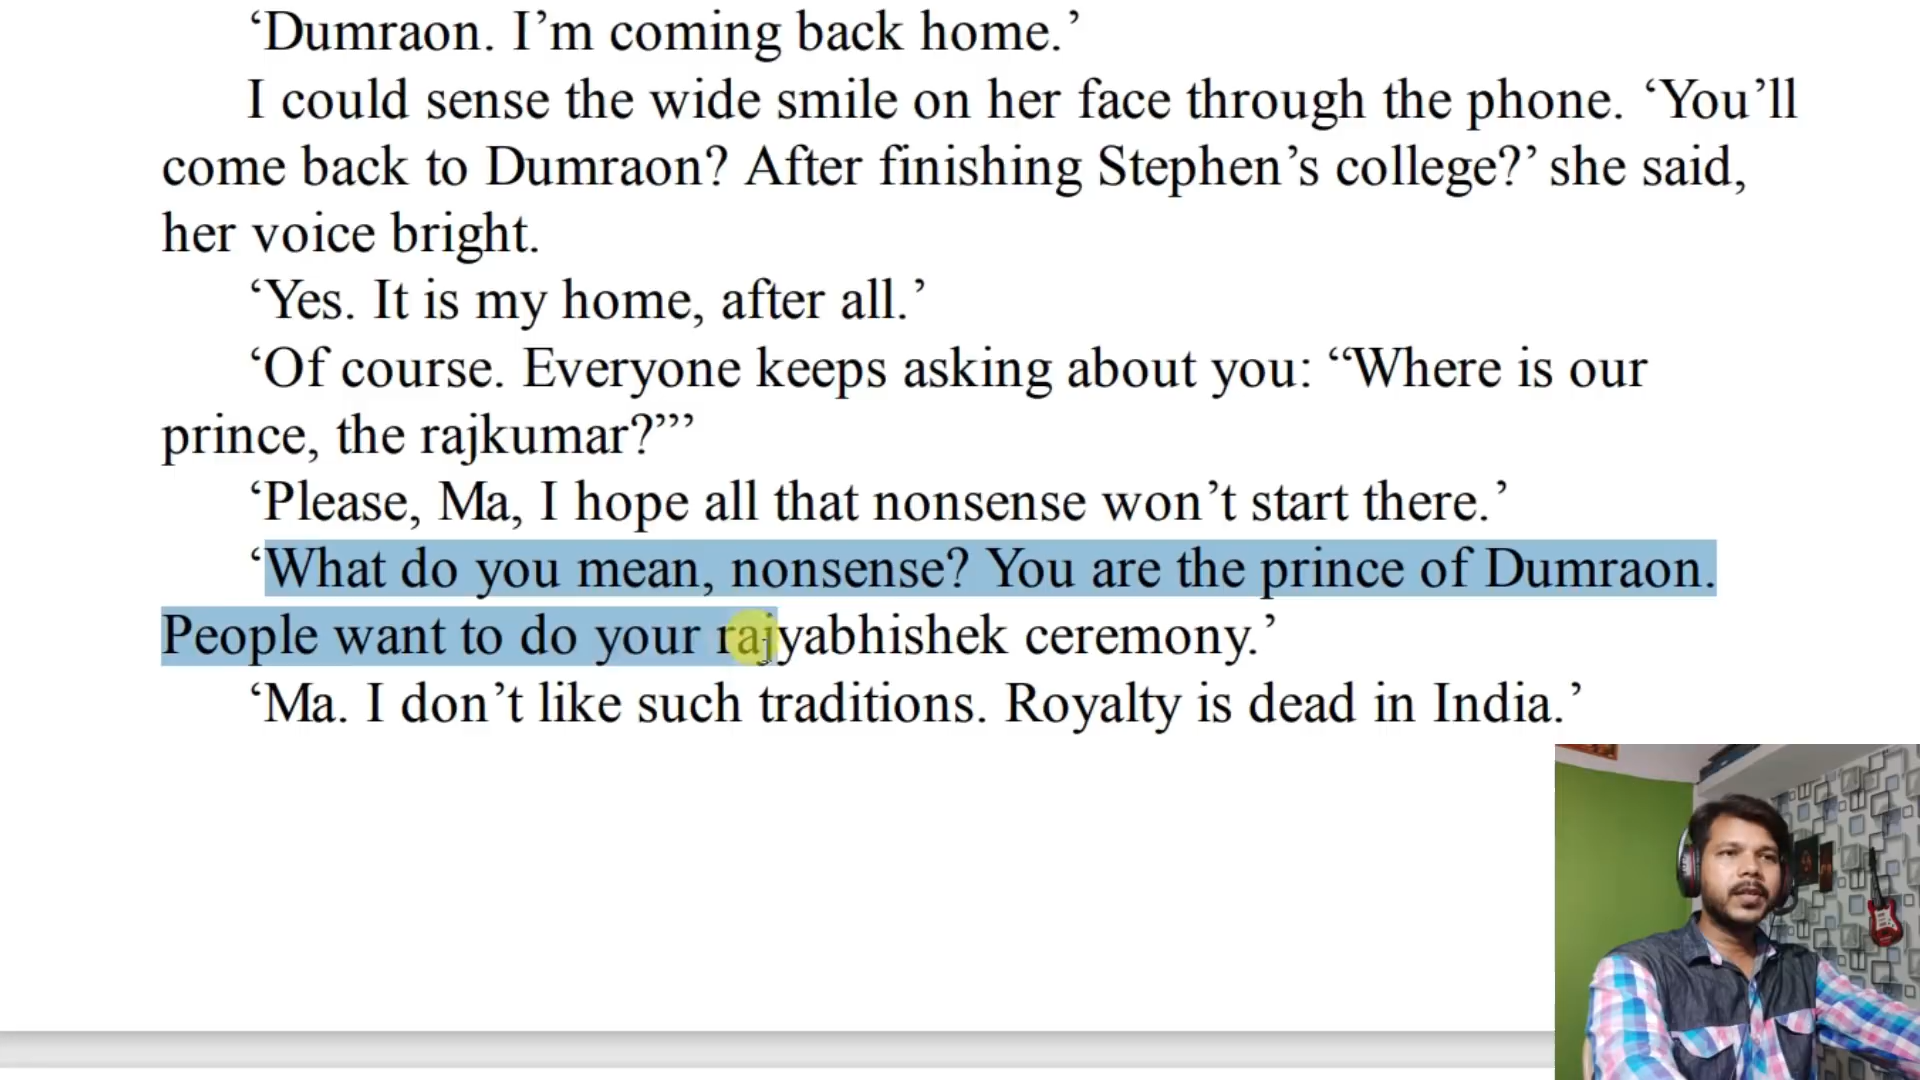 ‘Dumraon. I’m coming back home.’
I could sense the wide smile on her face through the phone. ‘You’ll
come back to Dumraon? After finishing Stephen’s college?’ she said,
her voice bright.
‘Yes. It is my home, after all.’
‘Of course. Everyone keeps asking about you: “Where is our
prince, the rajkumar?”’
‘Please, Ma, I hope all that nonsense won’t start there.’
‘What do you mean, nonsense? You are the prince of Dumraon.
People want to do your rajyabhishek ceremony.’
‘Ma. I don’t like such traditions. Royalty is dead in India.’